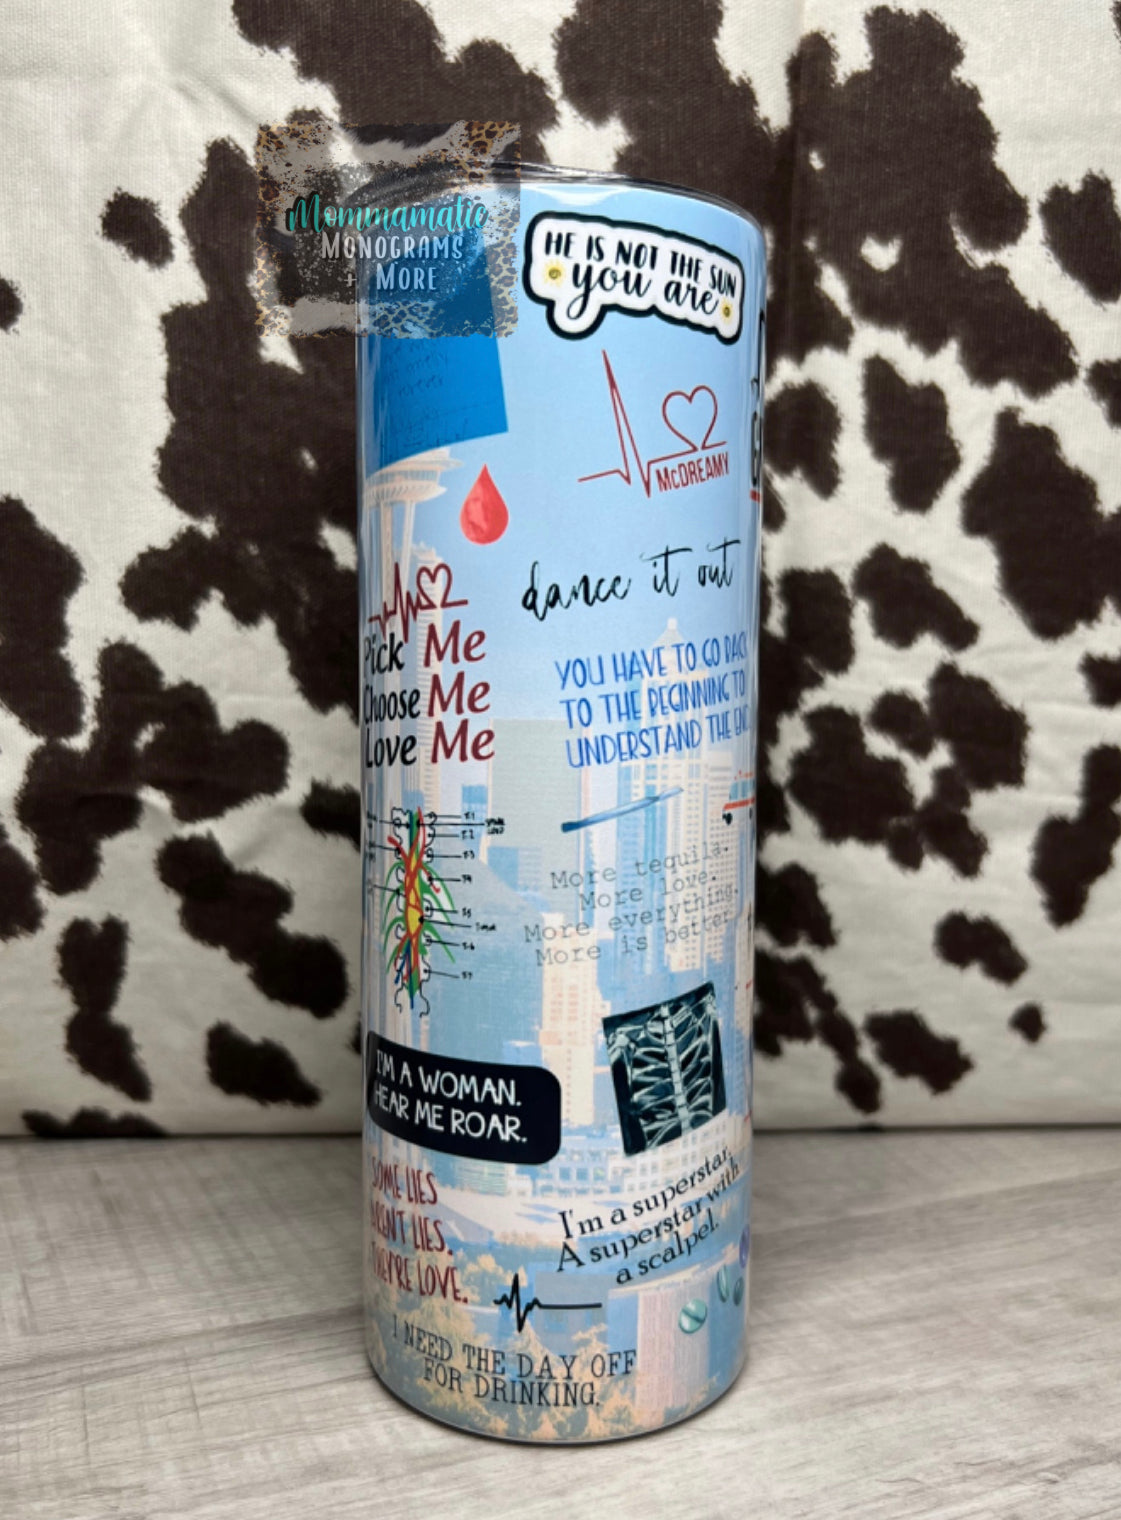 Mommamatic
MONOGRAMS
+ MORE
HE IS NOT THE SUN
you are
McDREAMY
dance it out
Pick Me
Choose Me
Love Me
YOU HAVE TO GO BACK
TO THE BEGINNING TO
UNDERSTAND THE END
More tequila.
More love.
More everything.
More is better
I'M A WOMAN.
HEAR ME ROAR.
SOME LIES
AREN'T LIES.
THEY'RE LOVE.
I'm a superstar.
A superstar with
a scalpel.
I NEED THE DAY OFF
FOR DRINKING.